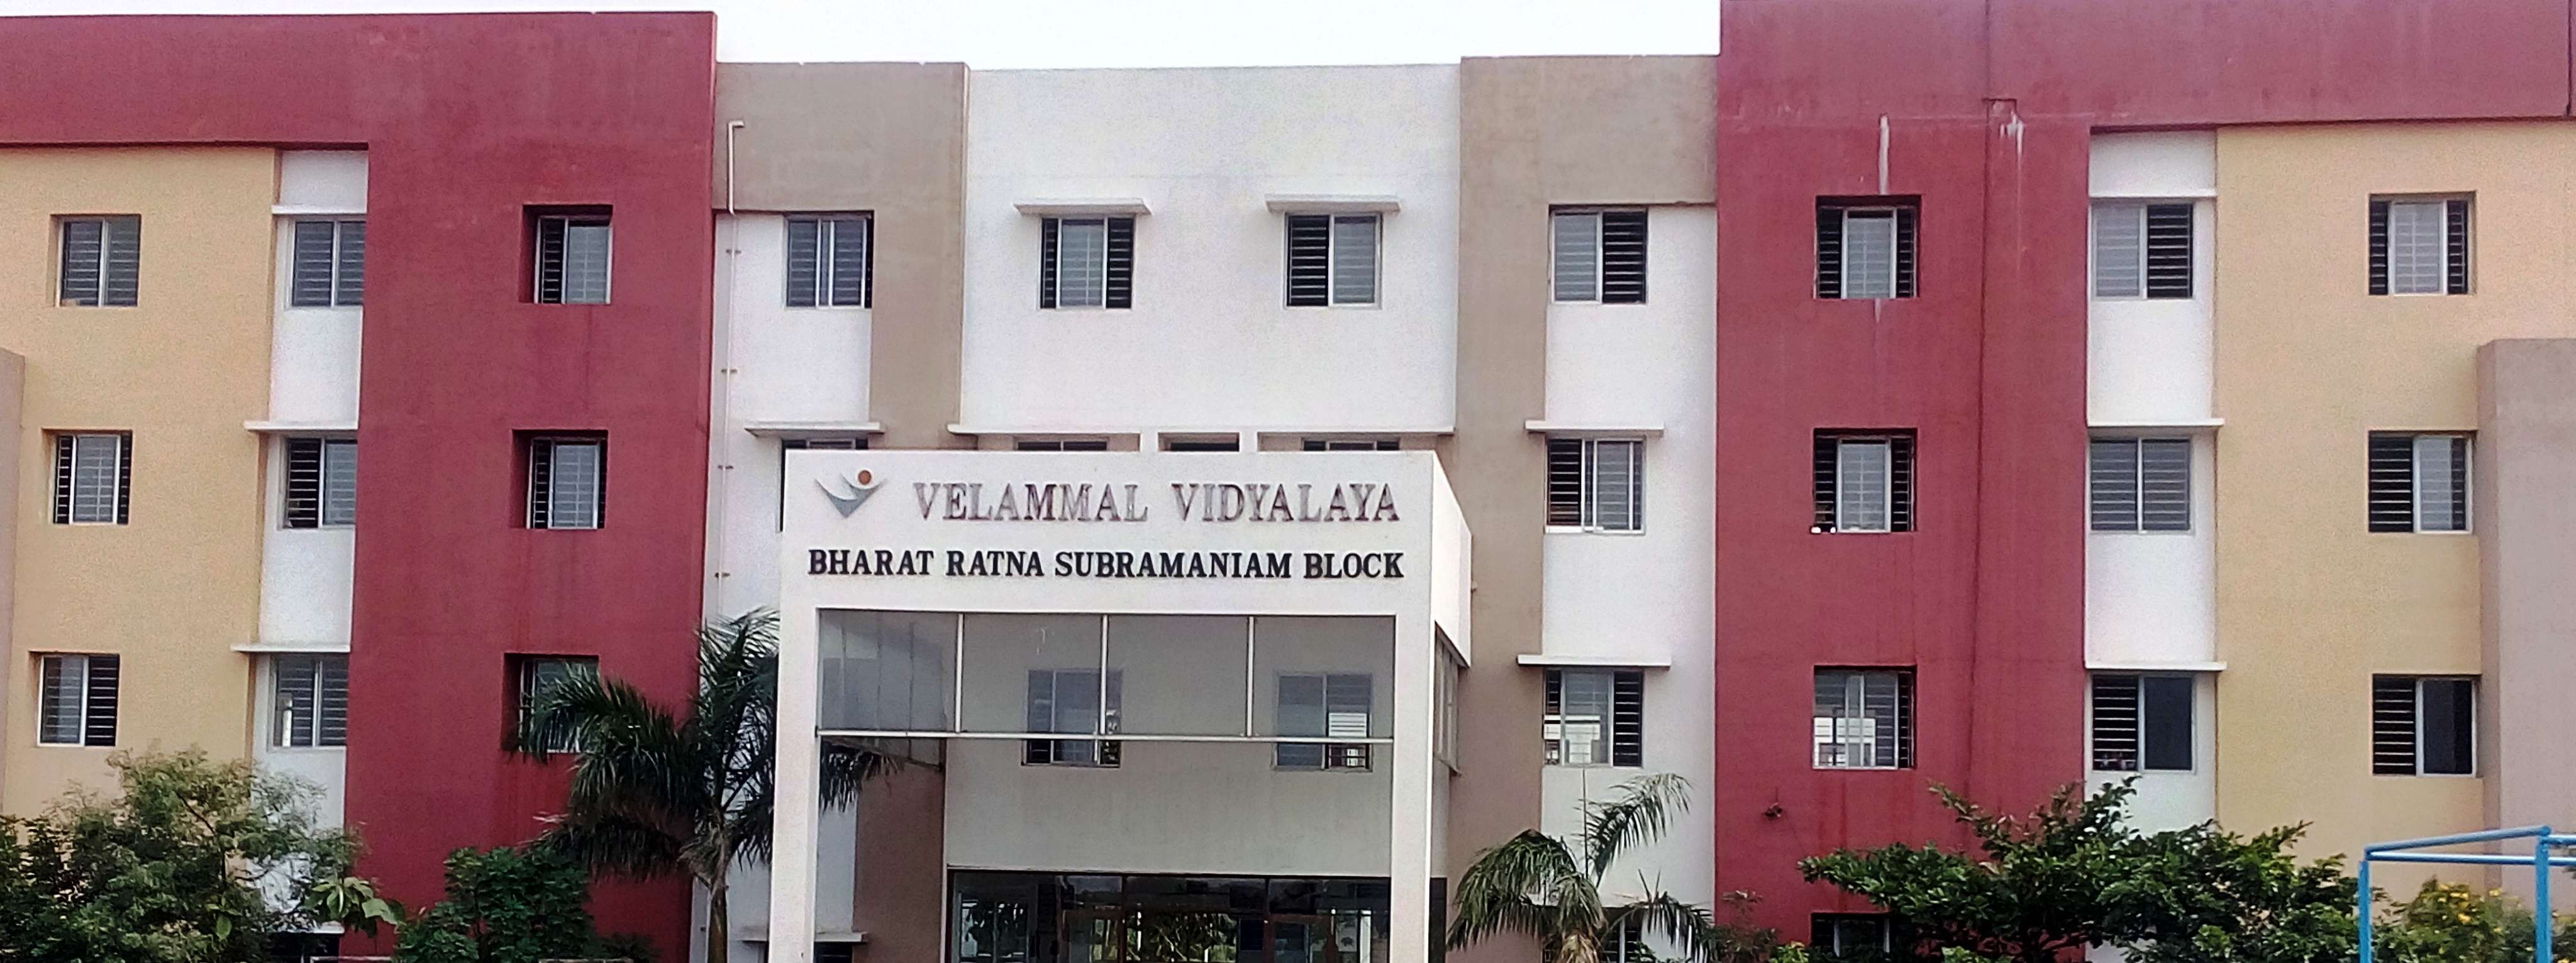 VELAMMAL VIDYALAYA
BHARAT RATNA SUBRAMANIAM BLOCK